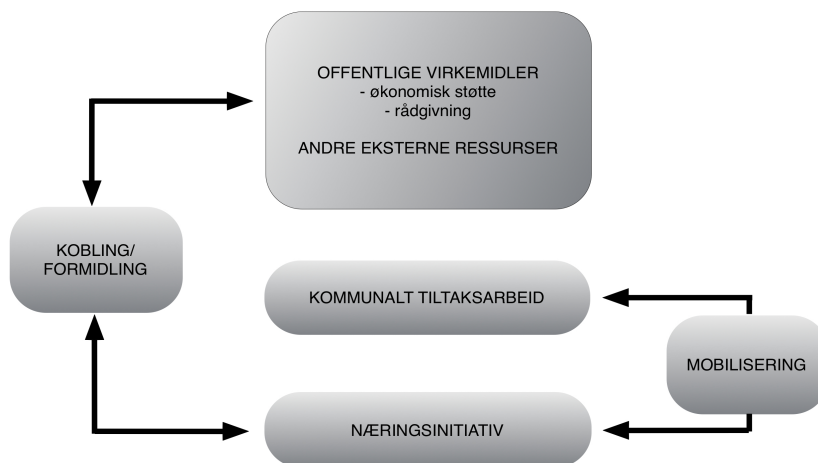 OFFENTLIGE VIRKEMIDLER
- økonomisk støtte
- rådgivning
ANDRE EKSTERNE RESSURSER
KOBLING/
FORMIDLING
KOMMUNALT TILTAKSARBEID
MOBILISERING
NÆRINGSINITIATIV